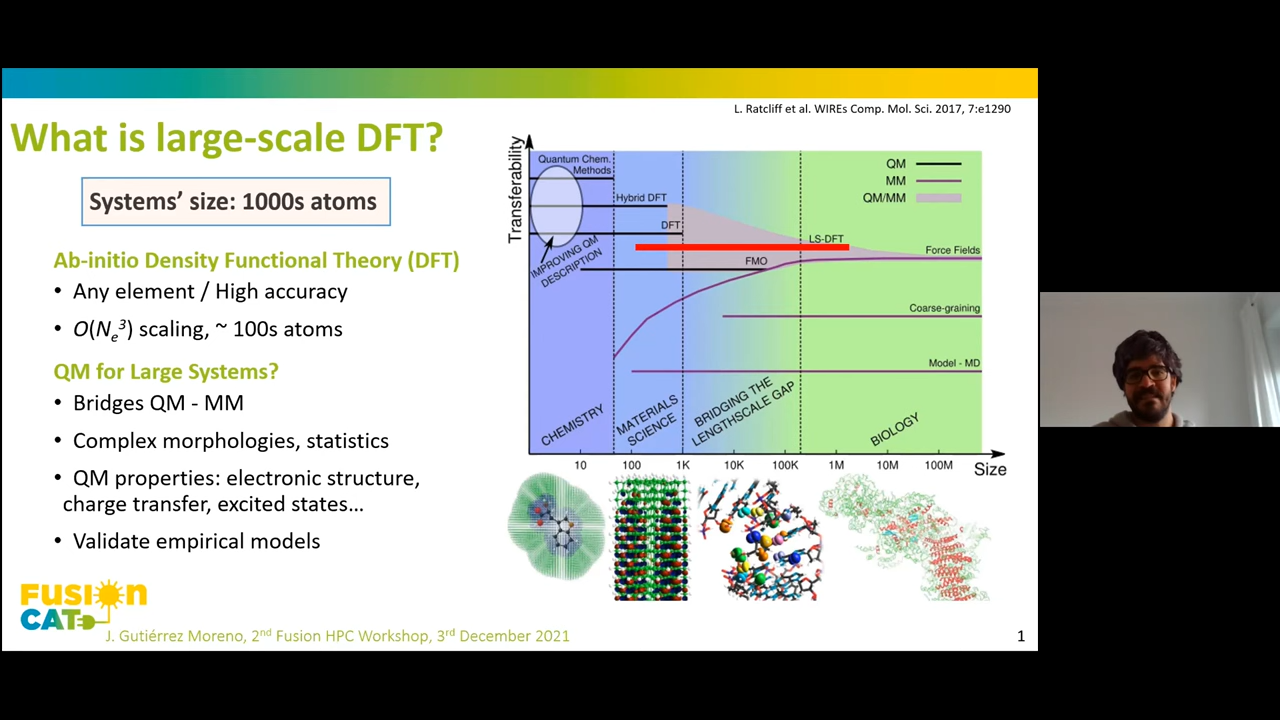 L. Ratcliff et al. WIREs Comp. Mol. Sci. 2017, 7:e1290
What is large-scale DFT?
Systems’ size: 1000s atoms
Ab-initio Density Functional Theory (DFT)
• Any element / High accuracy
• O(Ne³) scaling, ~ 100s atoms
QM for Large Systems?
• Bridges QM - MM
• Complex morphologies, statistics
• QM properties: electronic structure,
charge transfer, excited states…
• Validate empirical models
Transferability
Quantum Chem.
Methods
Hybrid DFT
DFT
IMPROVING QM
DESCRIPTION
FMO
LS-DFT
QM
MM
QM/MM
Force Fields
Coarse-graining
Model - MD
CHEMISTRY
MATERIALS
SCIENCE
BRIDGING THE
LENGTHSCALE GAP
BIOLOGY
10 100 1K 10K 100K 1M 10M 100M
Size
FUSION
CAT
J. Gutiérrez Moreno, 2nd Fusion HPC Workshop, 3rd December 2021
1